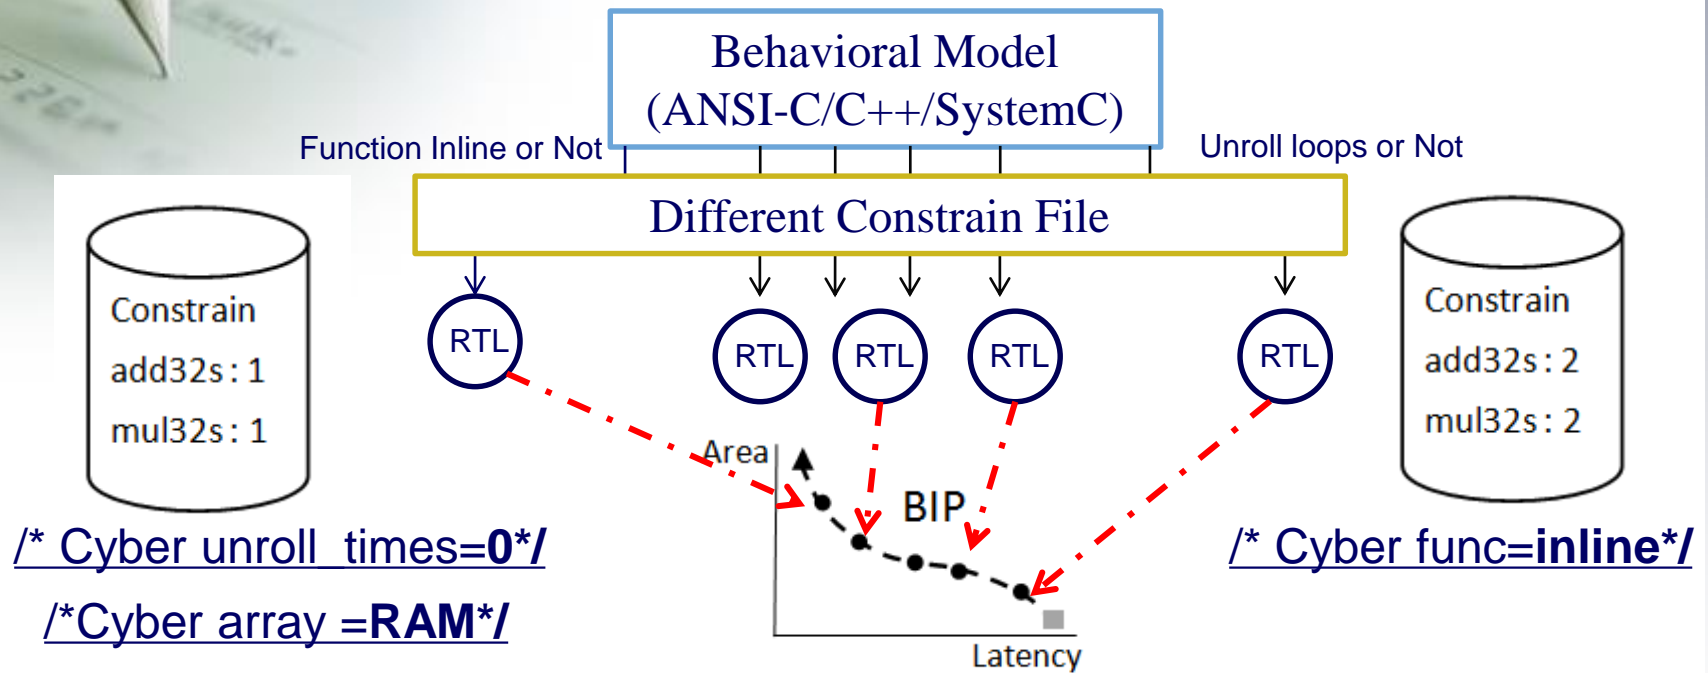 Behavioral Model
(ANSI-C/C++/SystemC)
Function Inline or Not
Unroll loops or Not
Different Constrain File
Constrain
add32s : 1
mul32s : 1
RTL
RTL
RTL
RTL
RTL
Constrain
add32s : 2
mul32s : 2
Area
BIP
Latency
/* Cyber unroll_times=0*/
/*Cyber array =RAM*/
/* Cyber func=inline*/